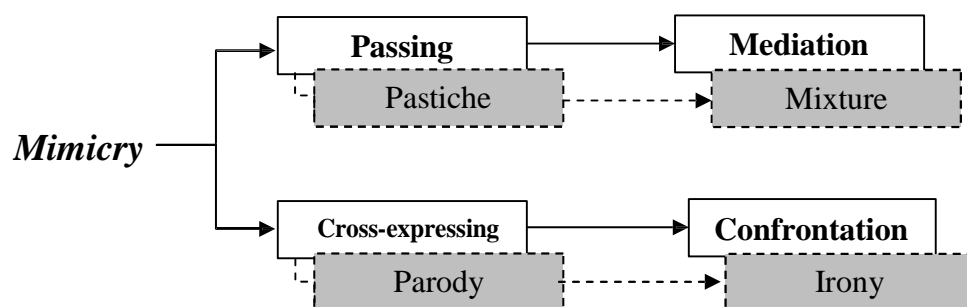 Passing
Mediation
Pastiche
Mixture
Mimicry
Cross-expressing
Confrontation
Parody
Irony